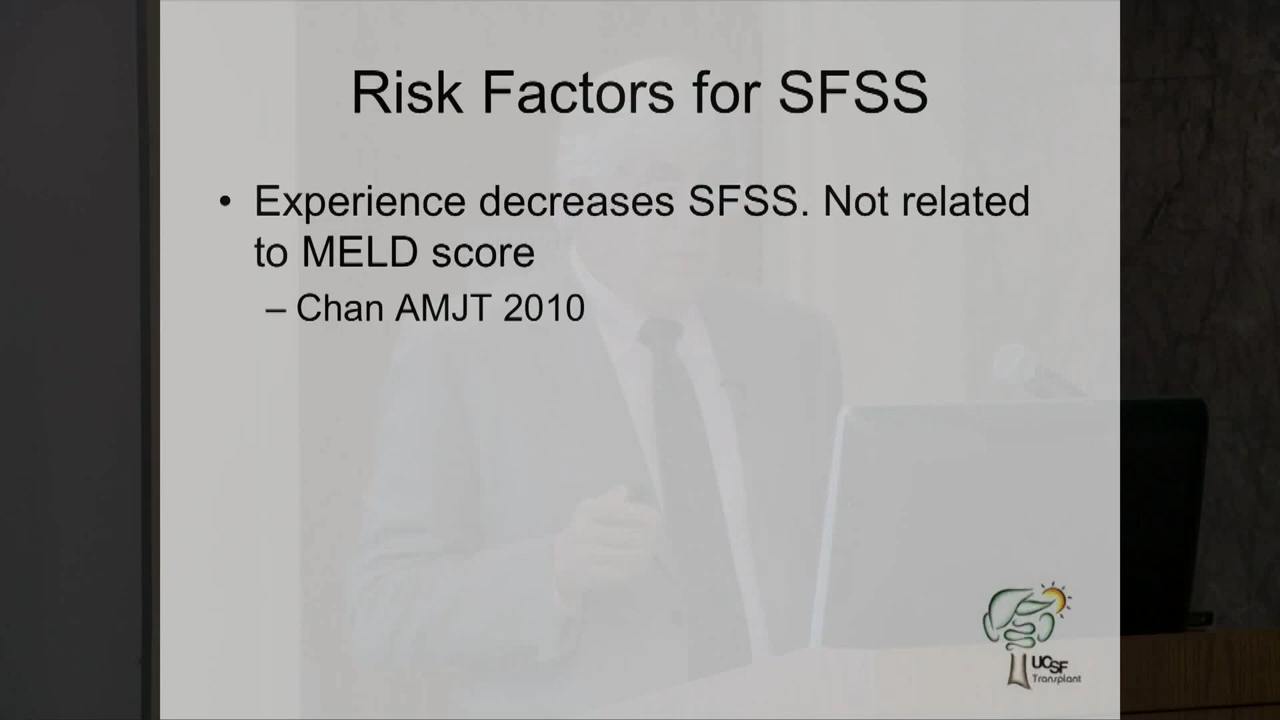 Risk Factors for SFSS
• Experience decreases SFSS. Not related
to MELD score
– Chan AMJT 2010
UCSF
Transplant